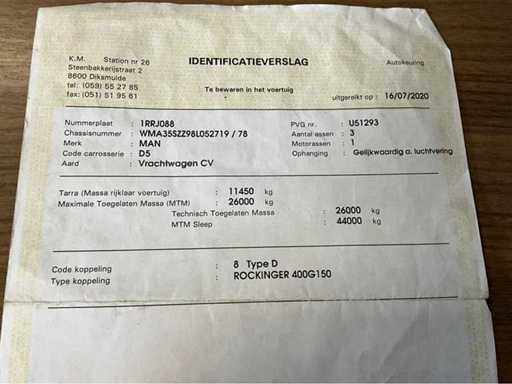 K.M. Station nr 26
Steenbakkerijstraat 2
8600 Diksmuide
tel: (059) 55 27 85
fax: (051) 51 95 61
IDENTIFICATIEVERSLAG
Te bewaren in het voertuig
Autokeuring
uitgereikt op : 16/07/2020
Nummerplaat : 1RRJ088
Chassisnummer : WMA35SZZ98L052719 / 78
Merk : MAN
Code carrosserie : D5
Aard : Vrachtwagen CV
PVG nr. : U51293
Aantal assen : 3
Motorassen : 1
Ophanging : Gelijkwaardig a. luchtvering
Tarra (Massa rijklaar voertuig) : 11450 kg
Maximale Toegelaten Massa (MTM) : 26000 kg
Technisch Toegelaten Massa : 26000 kg
MTM Sleep : 44000 kg
Code koppeling : 8 Type D
Type koppeling : ROCKINGER 400G150